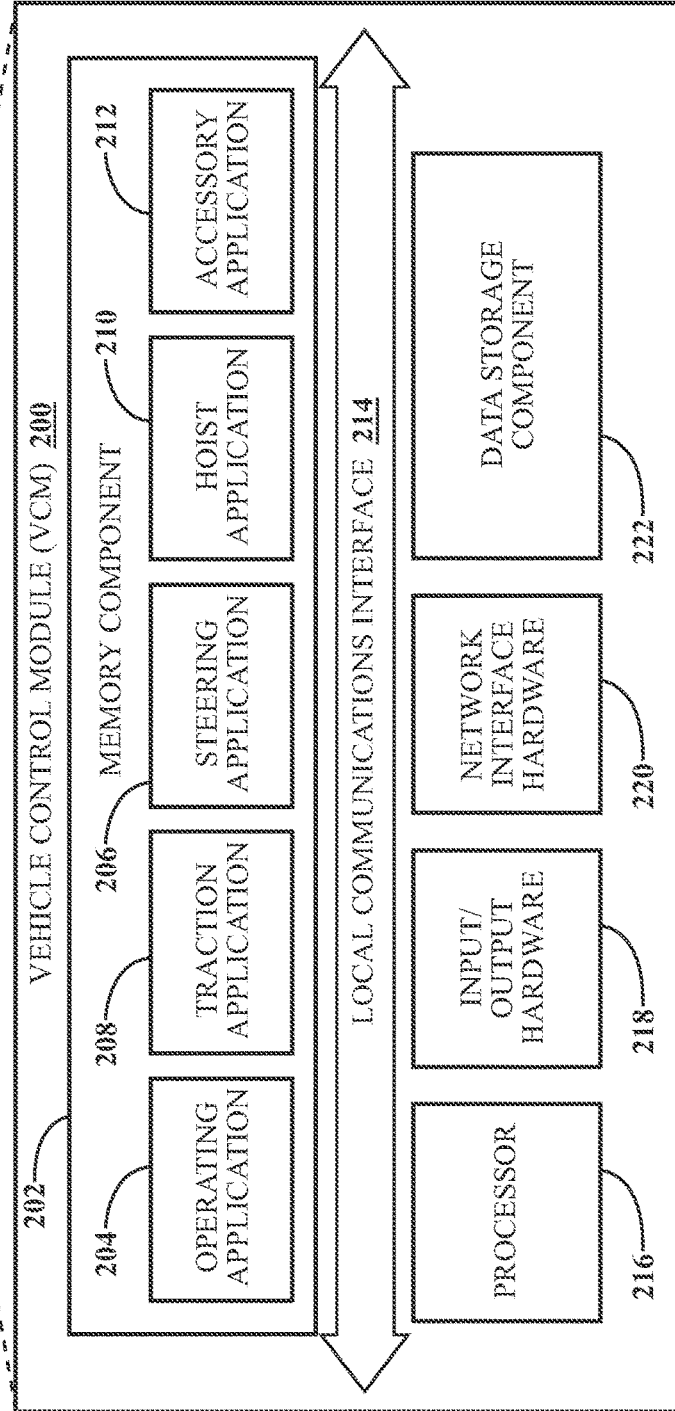 VEHICLE CONTROL MODULE (VCM) 200
202
MEMORY COMPONENT
204
OPERATING
APPLICATION
208
TRACTION
APPLICATION
206
STEERING
APPLICATION
210
HOIST
APPLICATION
212
ACCESSORY
APPLICATION
LOCAL COMMUNICATIONS INTERFACE 214
PROCESSOR
216
INPUT/
OUTPUT
HARDWARE
218
NETWORK
INTERFACE
HARDWARE
220
DATA STORAGE
COMPONENT
222